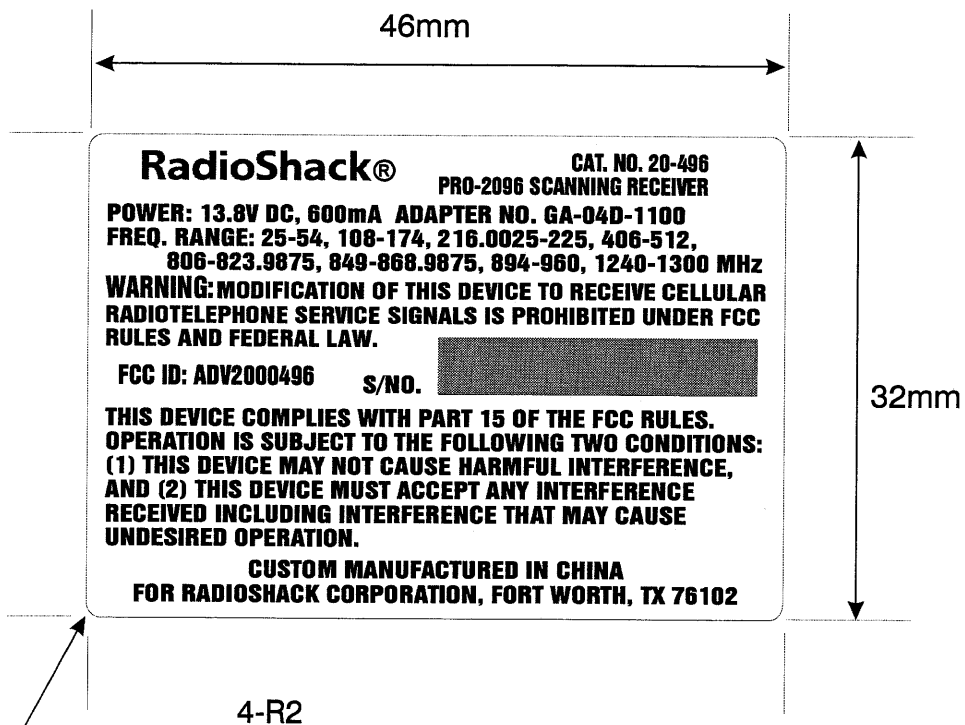 46mm
RadioShack®
CAT. NO. 20-496
PRO-2096 SCANNING RECEIVER
POWER: 13.8V DC, 600mA ADAPTER NO. GA-04D-1100
FREQ. RANGE: 25-54, 108-174, 216.0025-225, 406-512,
806-823.9875, 849-868.9875, 894-960, 1240-1300 MHz
WARNING: MODIFICATION OF THIS DEVICE TO RECEIVE CELLULAR
RADIOTELEPHONE SERVICE SIGNALS IS PROHIBITED UNDER FCC
RULES AND FEDERAL LAW.
FCC ID: ADV2000496 S/NO.
32mm
THIS DEVICE COMPLIES WITH PART 15 OF THE FCC RULES.
OPERATION IS SUBJECT TO THE FOLLOWING TWO CONDITIONS:
(1) THIS DEVICE MAY NOT CAUSE HARMFUL INTERFERENCE,
AND (2) THIS DEVICE MUST ACCEPT ANY INTERFERENCE
RECEIVED INCLUDING INTERFERENCE THAT MAY CAUSE
UNDESIRED OPERATION.
CUSTOM MANUFACTURED IN CHINA
FOR RADIOSHACK CORPORATION, FORT WORTH, TX 76102
4-R2